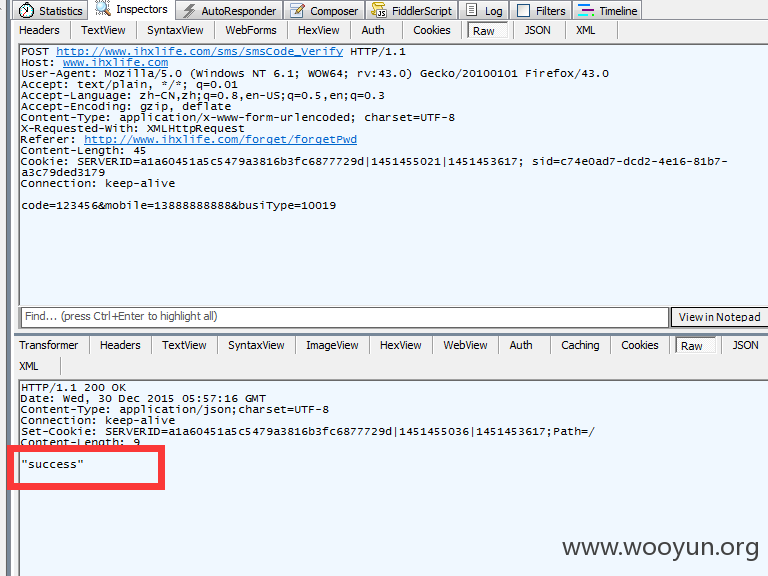 Statistics Inspectors AutoResponder Composer FiddlerScript Log Filters Timeline
Headers TextView SyntaxView WebForms HexView Auth Cookies Raw JSON XML
POST http://www.ihxlife.com/sms/smsCode_Verify HTTP/1.1
Host: www.ihxlife.com
User-Agent: Mozilla/5.0 (Windows NT 6.1; WOW64; rv:43.0) Gecko/20100101 Firefox/43.0
Accept: text/plain, */*; q=0.01
Accept-Language: zh-CN,zh;q=0.8,en-US;q=0.5,en;q=0.3
Accept-Encoding: gzip, deflate
Content-Type: application/x-www-form-urlencoded; charset=UTF-8
X-Requested-With: XMLHttpRequest
Referer: http://www.ihxlife.com/forget/forgetPwd
Content-Length: 45
Cookie: SERVERID=a1a60451a5c5479a3816b3fc6877729d|1451455021|1451453617; sid=c74e0ad7-dcd2-4e16-81b7-
a3c79ded3179
Connection: keep-alive
code=123456&mobile=13888888888&busiType=10019
Find... (press Ctrl+Enter to highlight all) View in Notepad
Transformer Headers TextView SyntaxView ImageView HexView WebView Auth Caching Cookies Raw JSON
XML
HTTP/1.1 200 OK
Date: Wed, 30 Dec 2015 05:57:16 GMT
Content-Type: application/json;charset=UTF-8
Connection: keep-alive
Set-Cookie: SERVERID=a1a60451a5c5479a3816b3fc6877729d|1451455036|1451453617;Path=/
Content-Length: 9
"success"
www.wooyun.org